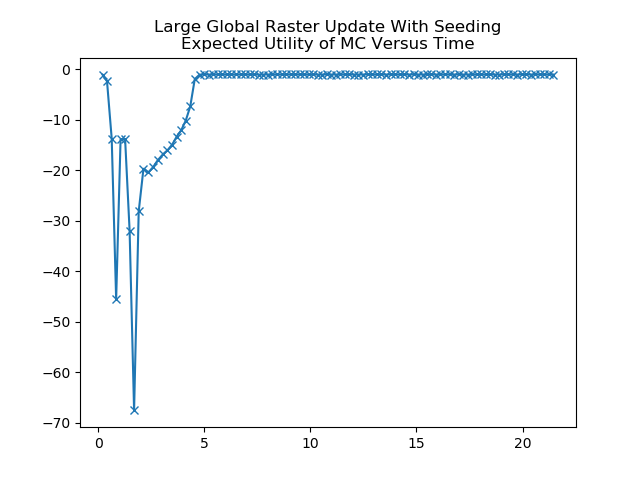 Large Global Raster Update With Seeding
Expected Utility of MC Versus Time
0
−10
−20
−30
−40
−50
−60
−70
0 5 10 15 20